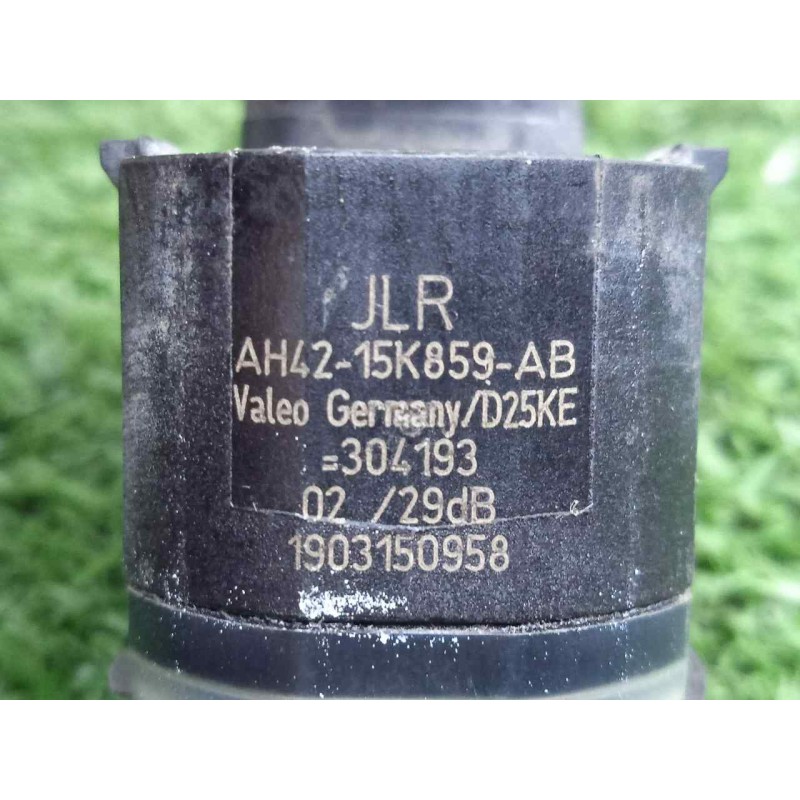 JLR
AH42-15K859-AB
Valeo Germany/D25KE
=304193
02 /29dB
1903150958